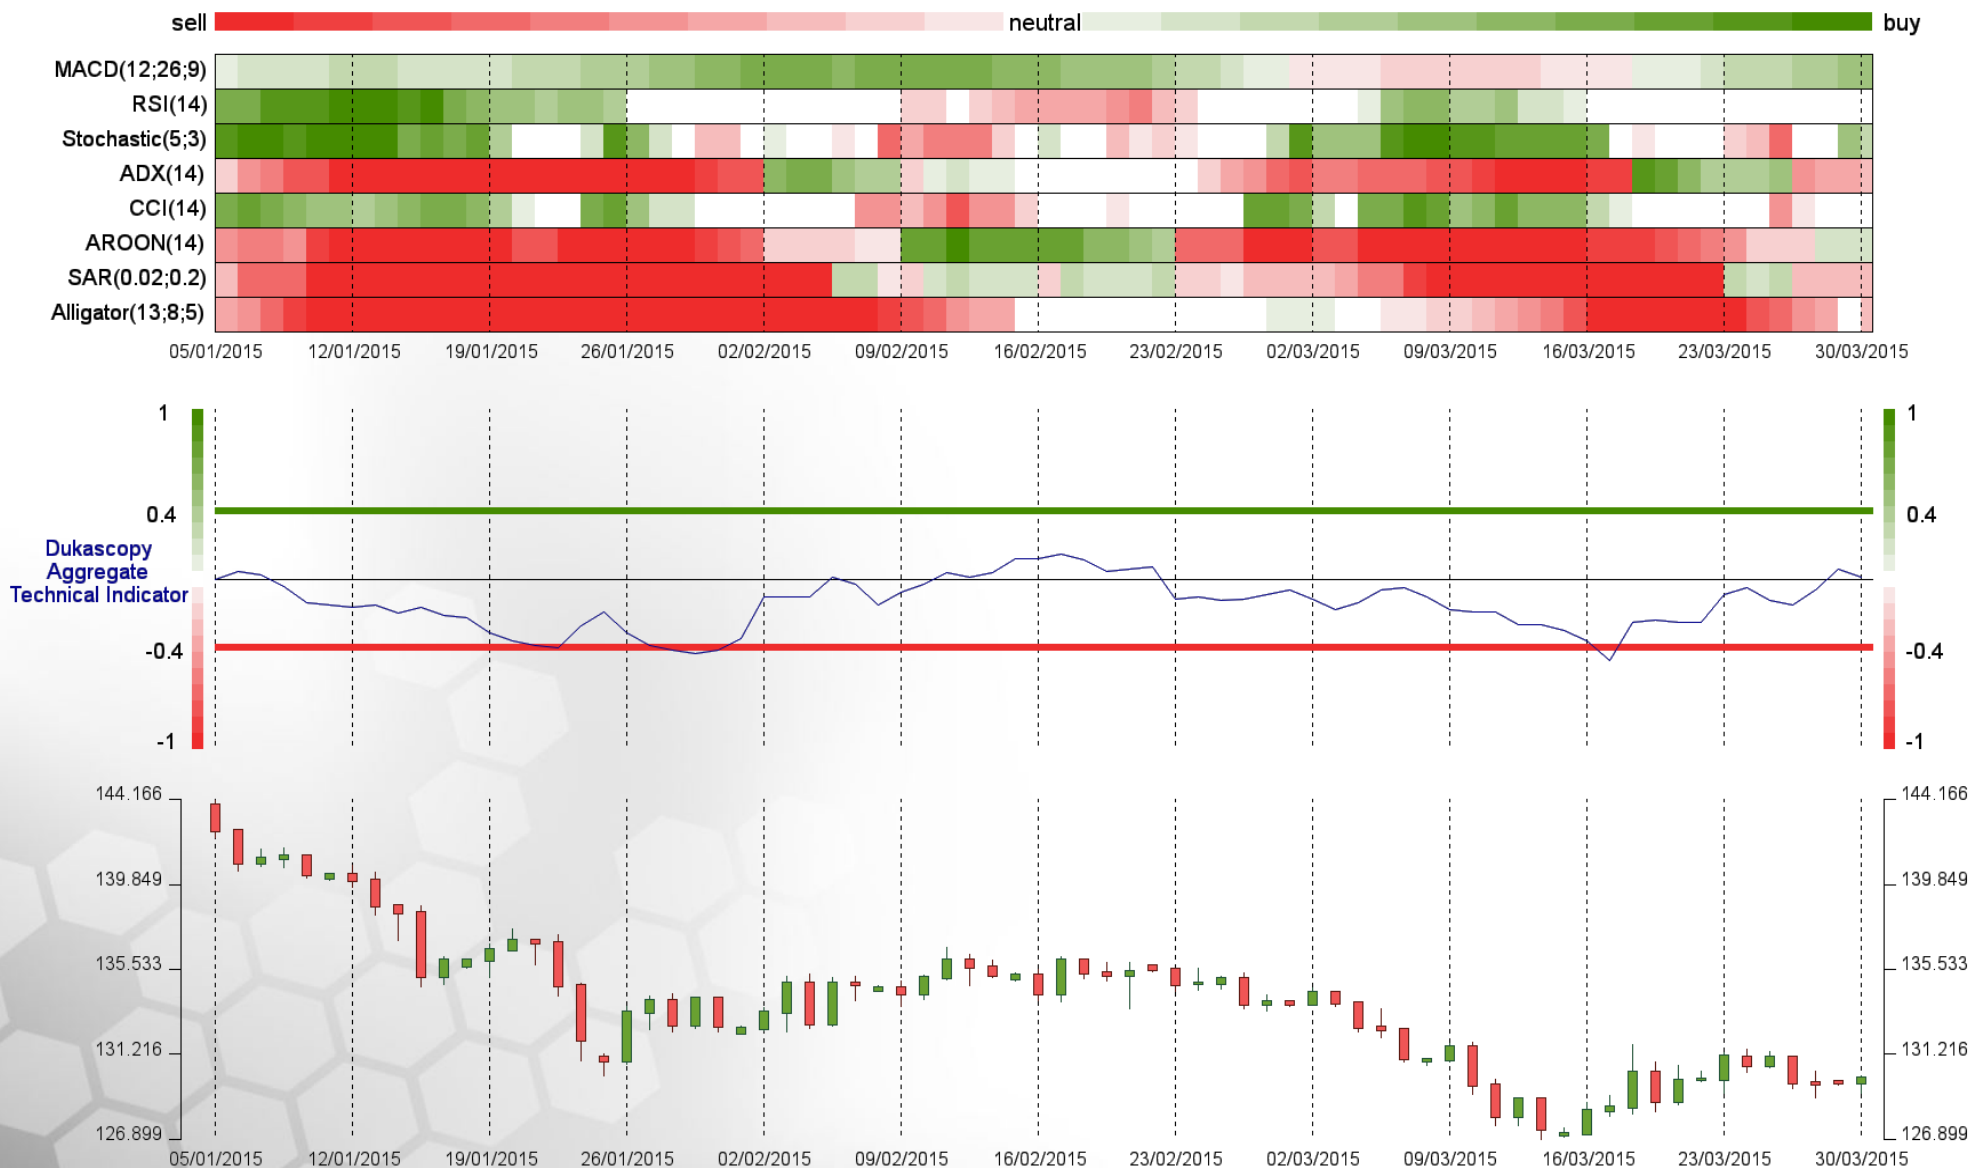 sell neutral buy
MACD(12;26;9)
RSI(14)
Stochastic(5;3)
ADX(14)
CCI(14)
AROON(14)
SAR(0.02;0.2)
Alligator(13;8;5)
05/01/2015 12/01/2015 19/01/2015 26/01/2015 02/02/2015 09/02/2015 16/02/2015 23/02/2015 02/03/2015 09/03/2015 16/03/2015 23/03/2015 30/03/2015
1 1
0.4 0.4
Dukascopy
Aggregate
Technical Indicator
-0.4 -0.4
-1 -1
144.166 144.166
139.849 139.849
135.533 135.533
131.216 131.216
126.899 126.899
05/01/2015 12/01/2015 19/01/2015 26/01/2015 02/02/2015 09/02/2015 16/02/2015 23/02/2015 02/03/2015 09/03/2015 16/03/2015 23/03/2015 30/03/2015